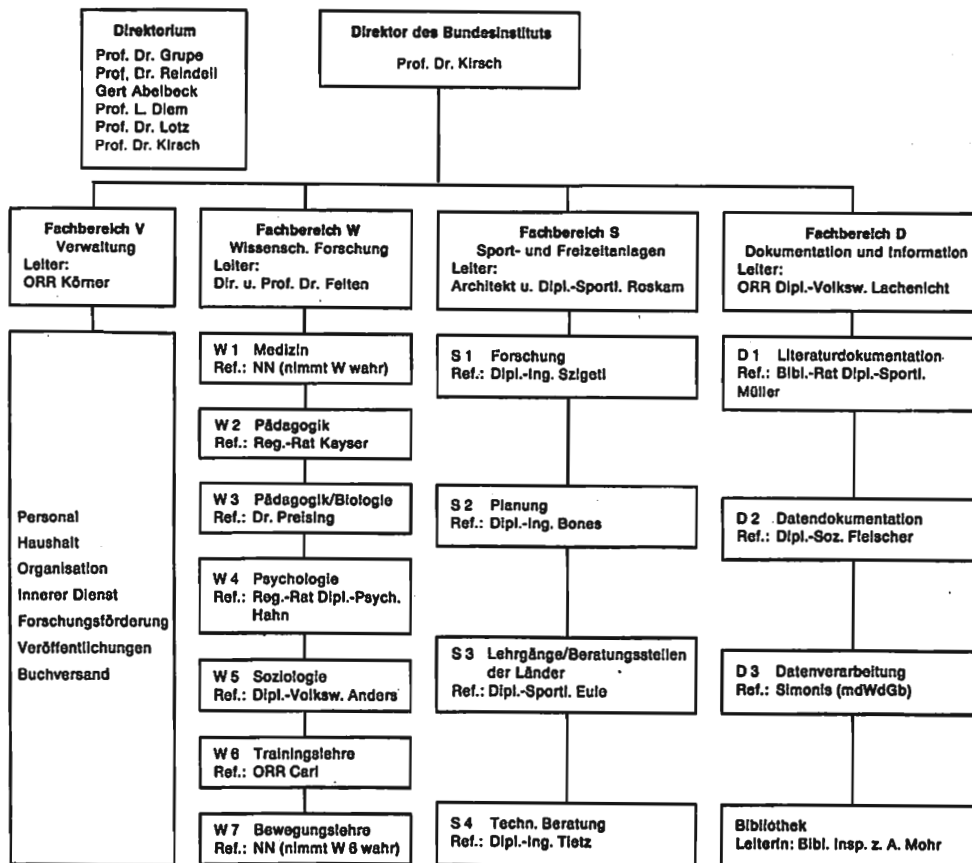 Direktorium
Prof. Dr. Grupe
Prof. Dr. Reindell
Gert Abelbeck
Prof. L. Diem
Prof. Dr. Lotz
Prof. Dr. Kirsch
Direktor des Bundesinstituts
Prof. Dr. Kirsch
Fachbereich V
Verwaltung
Leiter:
ORR Körner
Personal
Haushalt
Organisation
Innerer Dienst
Forschungsförderung
Veröffentlichungen
Buchversand
Fachbereich W
Wissensch. Forschung
Leiter:
Dir. u. Prof. Dr. Felten
W 1 Medizin
Ref.: NN (nimmt W wahr)
W 2 Pädagogik
Ref.: Reg.-Rat Kayser
W 3 Pädagogik/Biologie
Ref.: Dr. Preising
W 4 Psychologie
Ref.: Reg.-Rat Dipl.-Psych.
Hahn
W 5 Soziologie
Ref.: Dipl.-Volksw. Anders
W 6 Trainingslehre
Ref.: ORR Carl
W 7 Bewegungslehre
Ref.: NN (nimmt W 6 wahr)
Fachbereich S
Sport- und Freizeitanlagen
Leiter:
Architekt u. Dipl.-Sportl. Roskam
S 1 Forschung
Ref.: Dipl.-Ing. Szigeti
S 2 Planung
Ref.: Dipl.-Ing. Bones
S 3 Lehrgänge/Beratungsstellen
der Länder
Ref.: Dipl.-Sportl. Eule
S 4 Techn. Beratung
Ref.: Dipl.-Ing. Tietz
Fachbereich D
Dokumentation und Information
Leiter:
ORR Dipl.-Volksw. Lachenicht
D 1 Literaturdokumentation
Ref.: Bibl.-Rat Dipl.-Sportl.
Müller
D 2 Datendokumentation
Ref.: Dipl.-Soz. Fleischer
D 3 Datenverarbeitung
Ref.: Simonis (mdWdGb)
Bibliothek
Leiterin: Bibl. Insp. z. A. Mohr